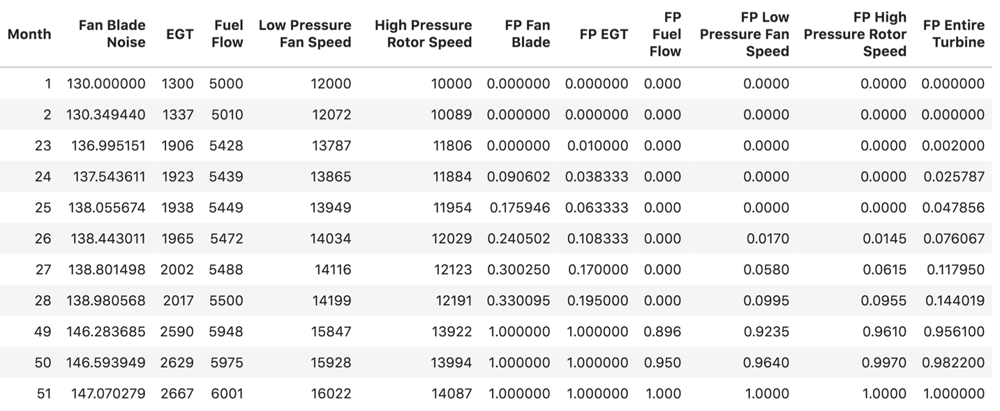 Month Fan Blade Noise EGT Fuel Flow Low Pressure Fan Speed High Pressure Rotor Speed FP Fan Blade FP EGT FP Fuel Flow FP Low Pressure Fan Speed FP High Pressure Rotor Speed FP Entire Turbine
1 130.000000 1300 5000 12000 10000 0.000000 0.000000 0.000 0.0000 0.0000 0.000000
2 130.349440 1337 5010 12072 10089 0.000000 0.000000 0.000 0.0000 0.0000 0.000000
23 136.995151 1906 5428 13787 11806 0.000000 0.010000 0.000 0.0000 0.0000 0.002000
24 137.543611 1923 5439 13865 11884 0.090602 0.038333 0.000 0.0000 0.0000 0.025787
25 138.055674 1938 5449 13949 11954 0.175946 0.063333 0.000 0.0000 0.0000 0.047856
26 138.443011 1965 5472 14034 12029 0.240502 0.108333 0.000 0.0170 0.0145 0.076067
27 138.801498 2002 5488 14116 12123 0.300250 0.170000 0.000 0.0580 0.0615 0.117950
28 138.980568 2017 5500 14199 12191 0.330095 0.195000 0.000 0.0995 0.0955 0.144019
49 146.283685 2590 5948 15847 13922 1.000000 1.000000 0.896 0.9235 0.9610 0.956100
50 146.593949 2629 5975 15928 13994 1.000000 1.000000 0.950 0.9640 0.9970 0.982200
51 147.070279 2667 6001 16022 14087 1.000000 1.000000 1.000 1.0000 1.0000 1.000000